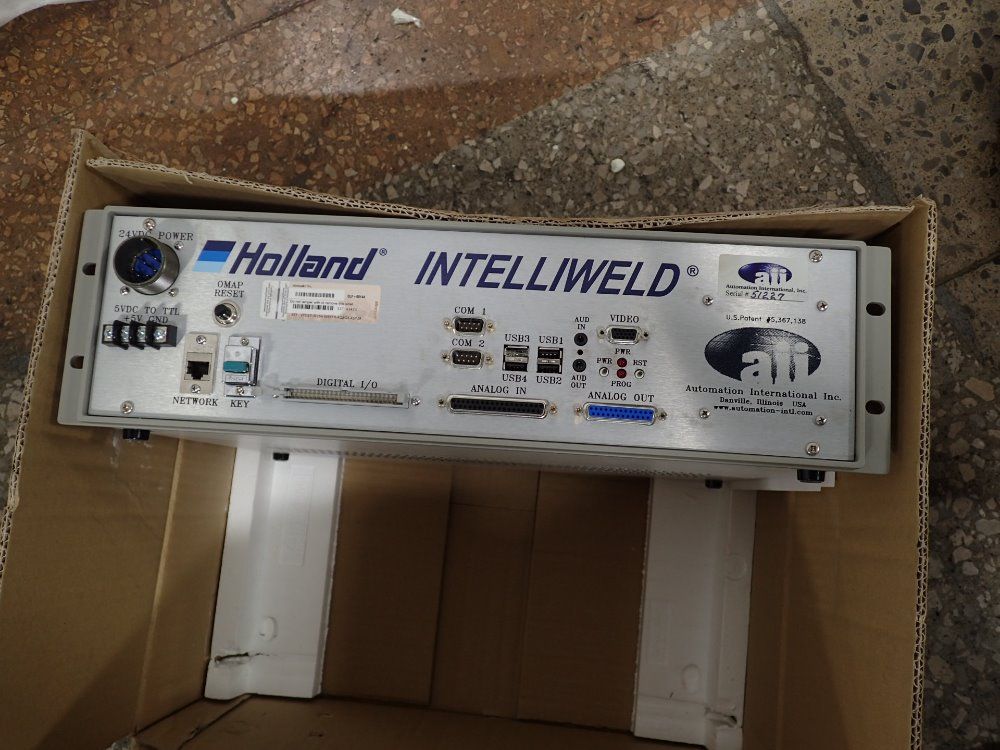 24VDC POWER
Holland®
INTELLIWELD®
OMAP
RESET
5VDC TO TTL
+5V GND
NETWORK
KEY
DIGITAL I/O
COM 1
COM 2
USB3
USB1
USB4
USB2
AUD
IN
AUD
OUT
VIDEO
PWR
PWR
RST
PROG
ANALOG IN
ANALOG OUT
aii
Automation International, Inc.
Serial # 51227
U.S.Patent #5,367,138
aii
Automation International Inc.
Danville, Illinois USA
www.automation-intl.com